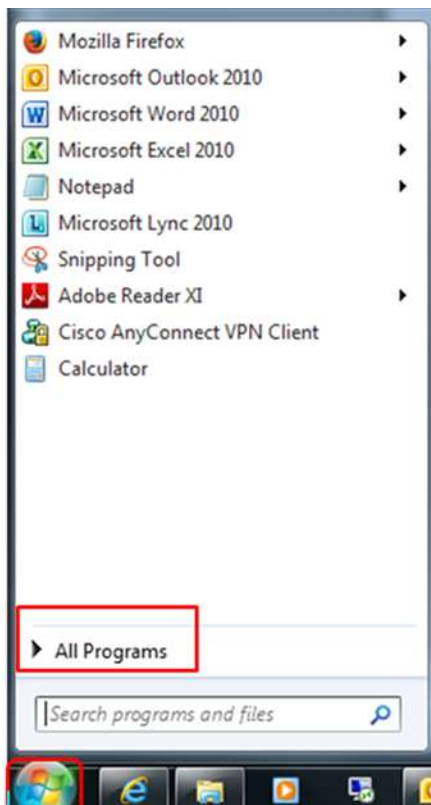 Mozilla Firefox
Microsoft Outlook 2010
Microsoft Word 2010
Microsoft Excel 2010
Notepad
Microsoft Lync 2010
Snipping Tool
Adobe Reader XI
Cisco AnyConnect VPN Client
Calculator
All Programs
Search programs and files